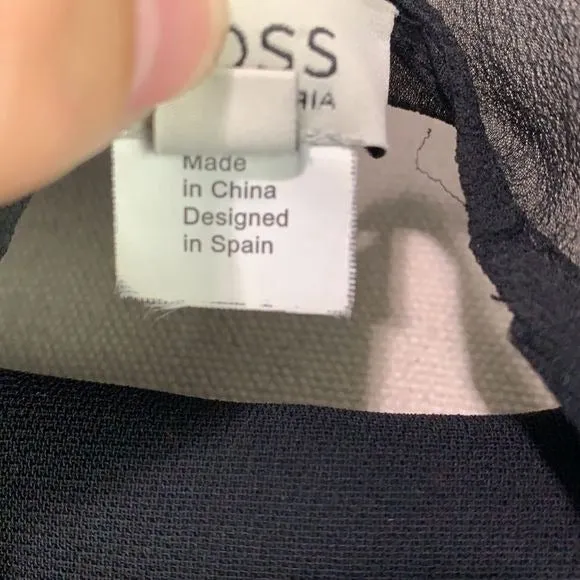 OSS
RIA
Made
in China
Designed
in Spain